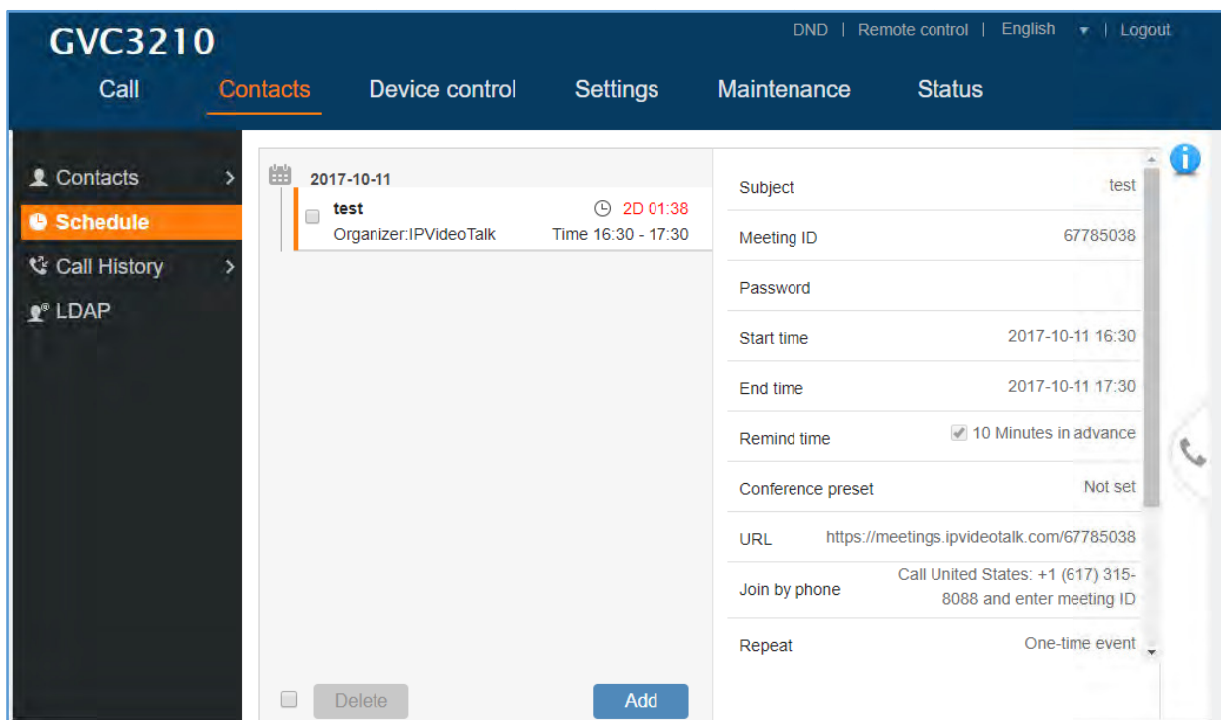 GVC3210
DND | Remote control | English | Logout
Call Contacts Device control Settings Maintenance Status
Contacts
Schedule
Call History
LDAP
2017-10-11
test 2D 01:38
Organizer:IPVideoTalk Time 16:30 - 17:30
Delete Add
Subject test
Meeting ID 67785038
Password
Start time 2017-10-11 16:30
End time 2017-10-11 17:30
Remind time 10 Minutes in advance
Conference preset Not set
URL https://meetings.ipvideotalk.com/67785038
Join by phone Call United States: +1 (617) 315-
8088 and enter meeting ID
Repeat One-time event